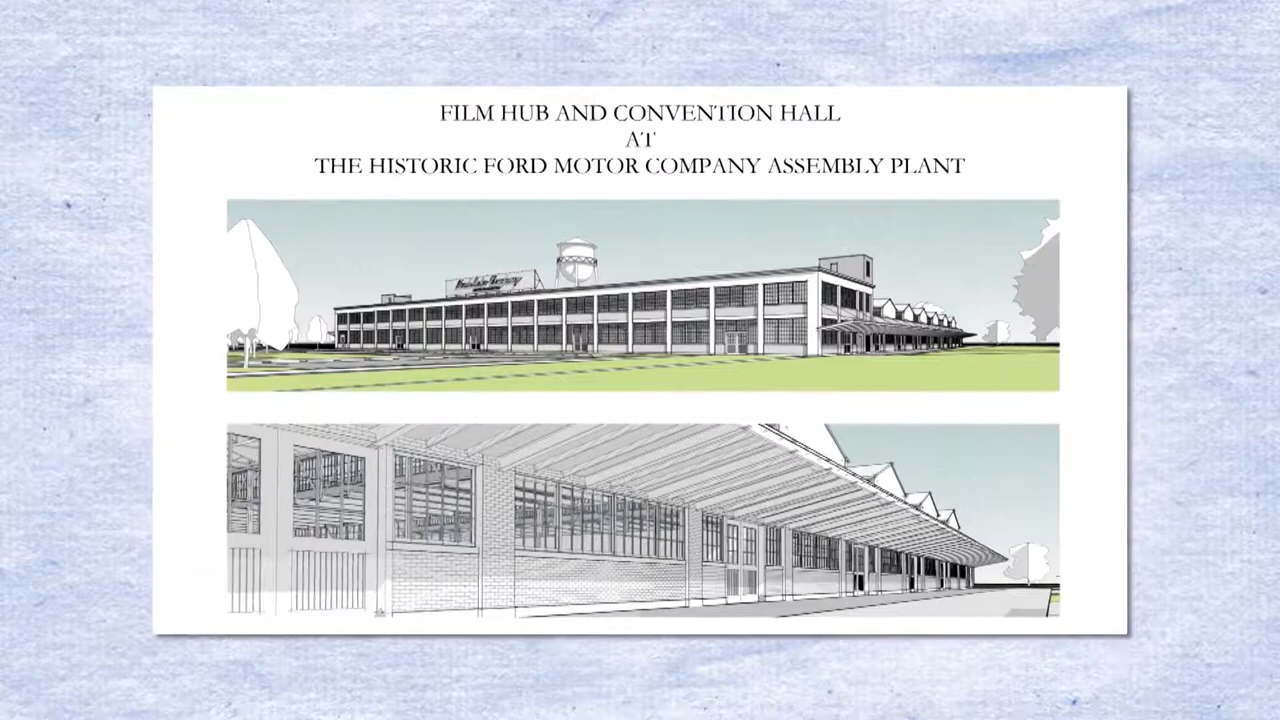 FILM HUB AND CONVENTION HALL
AT
THE HISTORIC FORD MOTOR COMPANY ASSEMBLY PLANT